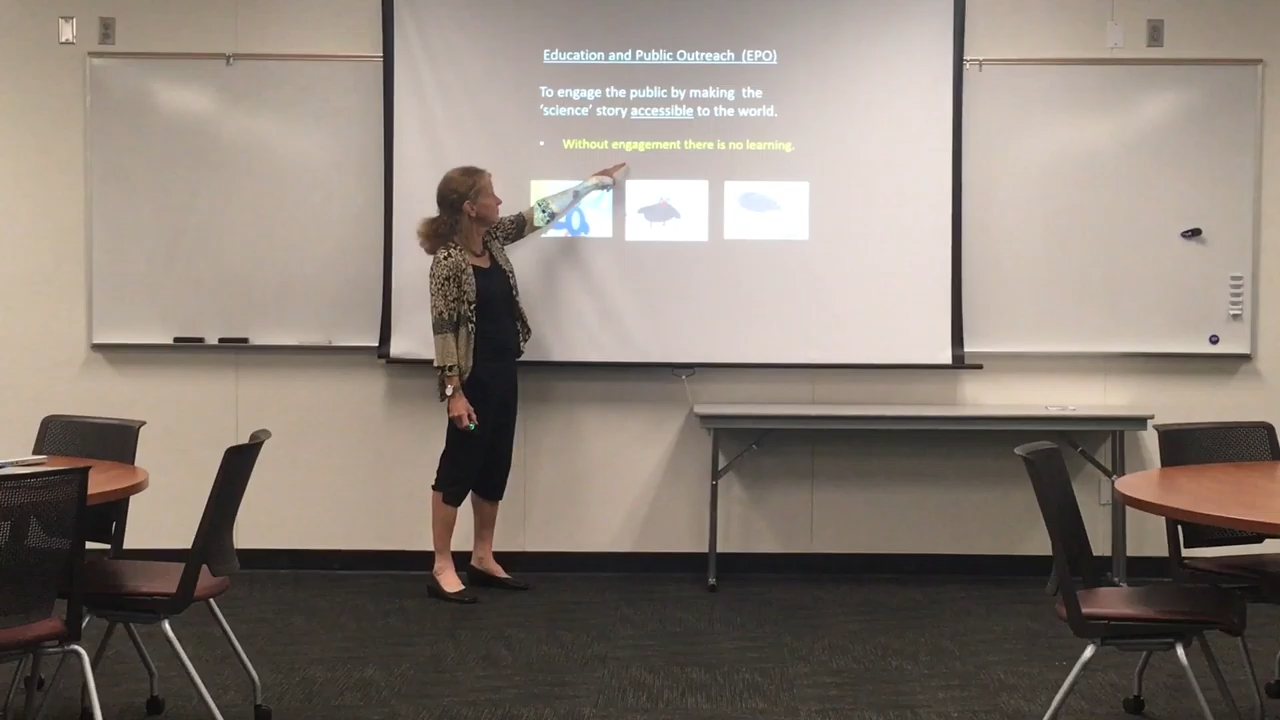 Education and Public Outreach  (EPO)
To engage the public by making  the
‘science’ story accessible to the world.
• Without engagement there is no learning.